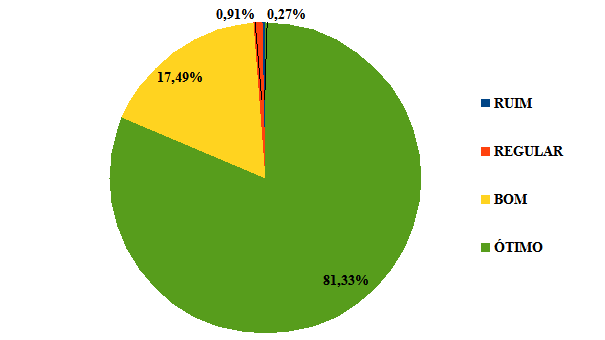 0,91% 0,27%
17,49%
RUIM
REGULAR
BOM
ÓTIMO
81,33%